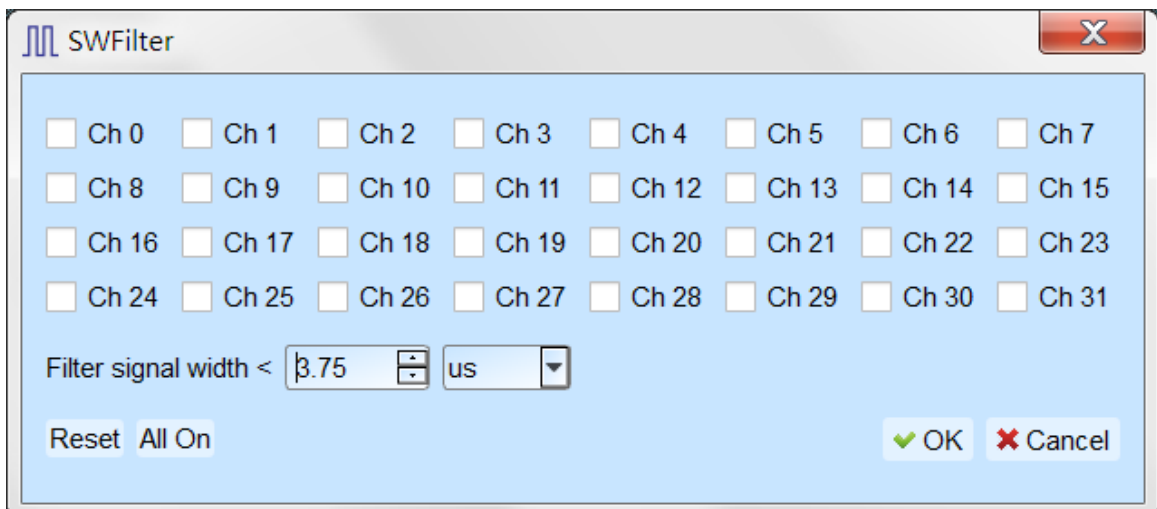 SWFilter
Ch 0 Ch 1 Ch 2 Ch 3 Ch 4 Ch 5 Ch 6 Ch 7
Ch 8 Ch 9 Ch 10 Ch 11 Ch 12 Ch 13 Ch 14 Ch 15
Ch 16 Ch 17 Ch 18 Ch 19 Ch 20 Ch 21 Ch 22 Ch 23
Ch 24 Ch 25 Ch 26 Ch 27 Ch 28 Ch 29 Ch 30 Ch 31
Filter signal width < 3.75 us
Reset All On OK Cancel